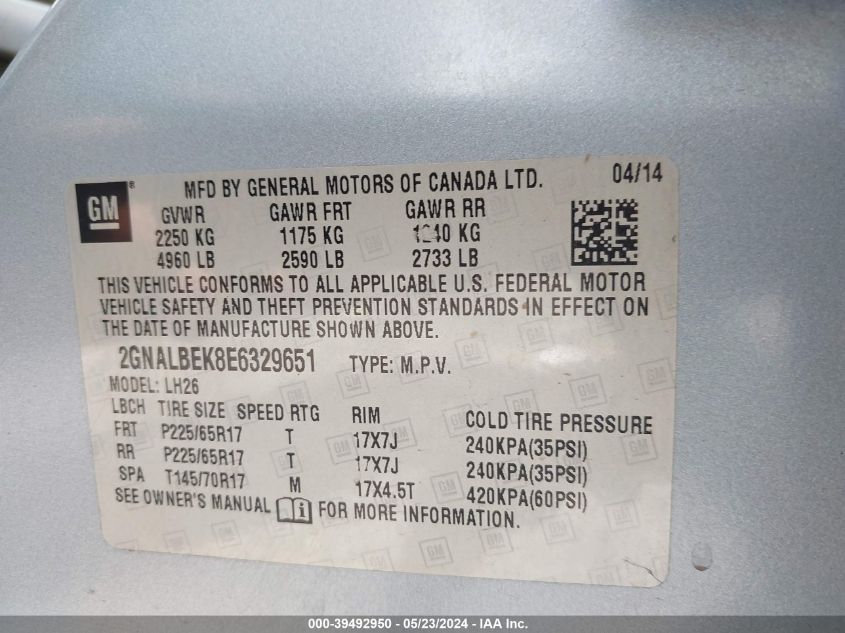 GM ®
MFD BY GENERAL MOTORS OF CANADA LTD. 04/14
GVWR GAWR FRT GAWR RR
2250 KG 1175 KG 1240 KG
4960 LB 2590 LB 2733 LB
THIS VEHICLE CONFORMS TO ALL APPLICABLE U.S. FEDERAL MOTOR
VEHICLE SAFETY AND THEFT PREVENTION STANDARDS IN EFFECT ON
THE DATE OF MANUFACTURE SHOWN ABOVE.
2GNALBEK8E6329651 TYPE: M.P.V.
MODEL: LH26
LBCH TIRE SIZE SPEED RTG RIM COLD TIRE PRESSURE
FRT P225/65R17 T 17X7J 240KPA(35PSI)
RR P225/65R17 T 17X7J 240KPA(35PSI)
SPA T145/70R17 M 17X4.5T 420KPA(60PSI)
SEE OWNER'S MANUAL FOR MORE INFORMATION.
000-39492950 - 05/23/2024 - IAA Inc.